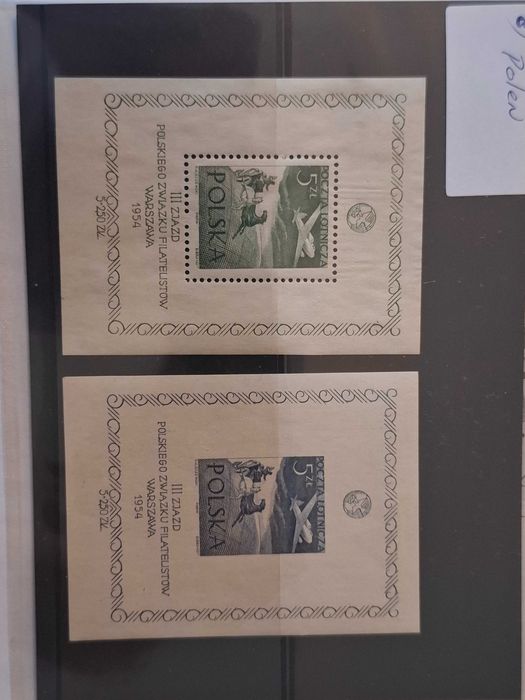 8) Polen
POCZTA LOTNICZA
5 ZŁ
POLSKA
III ZJAZD
POLSKIEGO ZWIĄZKU FILATELISTÓW
WARSZAWA
1954
5+2,50 ZŁ.
POCZTA LOTNICZA
5 ZŁ
POLSKA
III ZJAZD
POLSKIEGO ZWIĄZKU FILATELISTÓW
WARSZAWA
1954
5+2,50 ZŁ.